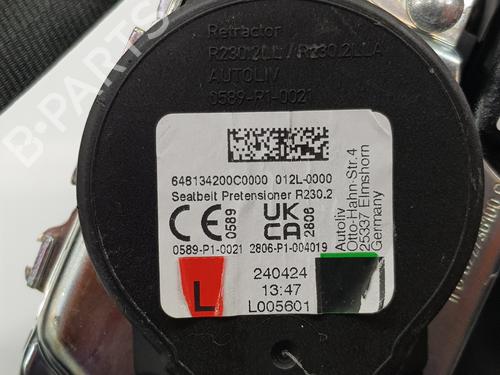 Retractor
R230.2LL / R230.2LLA
AUTOLIV
0589-P1-0021
648134200C0000 012L-0000
Seatbelt Pretensioner R230.2
CE 0589
UKCA 2806
0589-P1-0021 2806-P1-004019
Autoliv
Otto-Hahn-Str.4
25337 Elmshorn
Germany
L
240424
13:47
L005601
B-PARTS